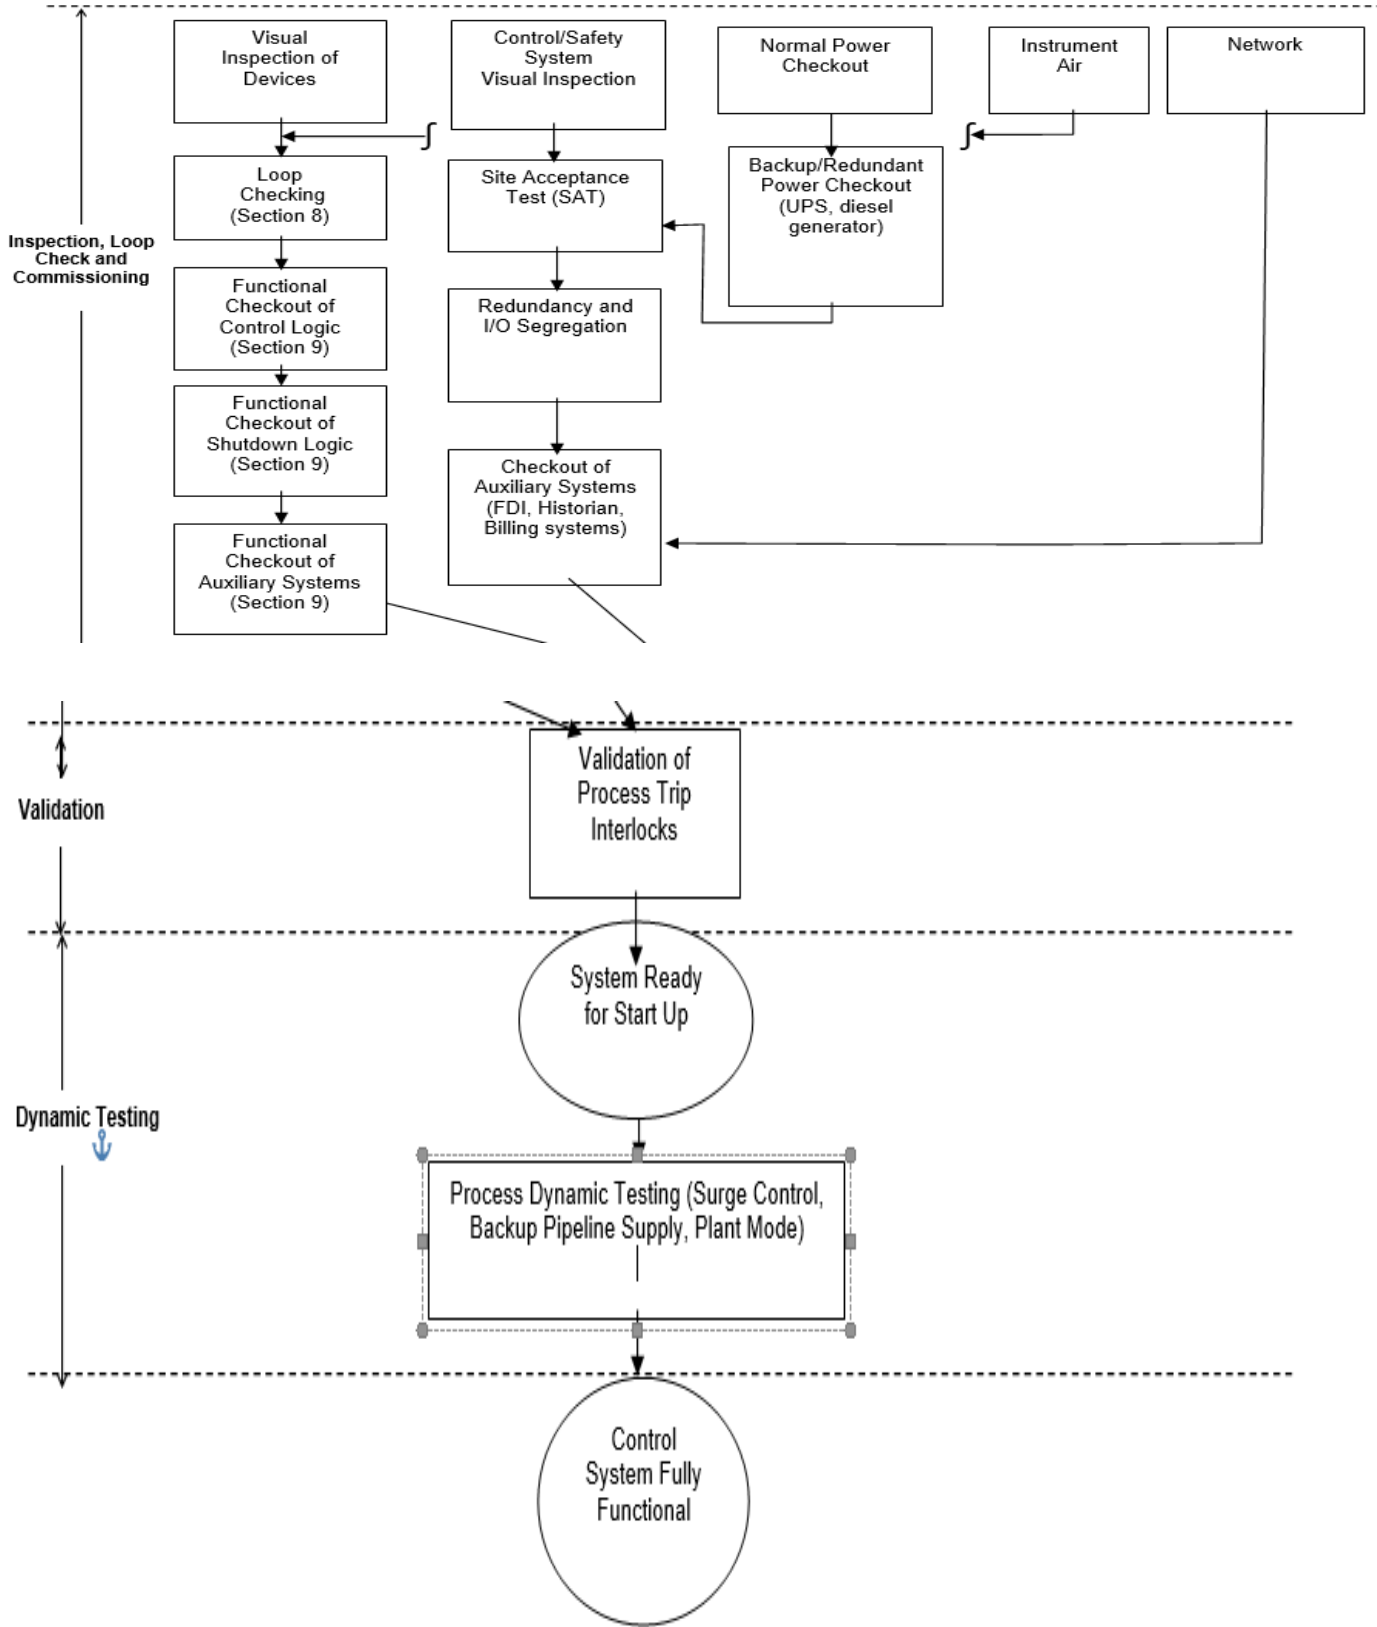 Visual
Inspection of
Devices
Control/Safety
System
Visual Inspection
Normal Power
Checkout
Instrument
Air
Network
Loop
Checking
(Section 8)
Site Acceptance
Test (SAT)
Backup/Redundant
Power Checkout
(UPS, diesel
generator)
Inspection, Loop
Check and
Commissioning
Functional
Checkout of
Control Logic
(Section 9)
Redundancy and
I/O Segregation
Functional
Checkout of
Shutdown Logic
(Section 9)
Checkout of
Auxiliary Systems
(FDI, Historian,
Billing systems)
Functional
Checkout of
Auxiliary Systems
(Section 9)
Validation
Validation of
Process Trip
Interlocks
System Ready
for Start Up
Dynamic Testing
Process Dynamic Testing (Surge Control,
Backup Pipeline Supply, Plant Mode)
Control
System Fully
Functional